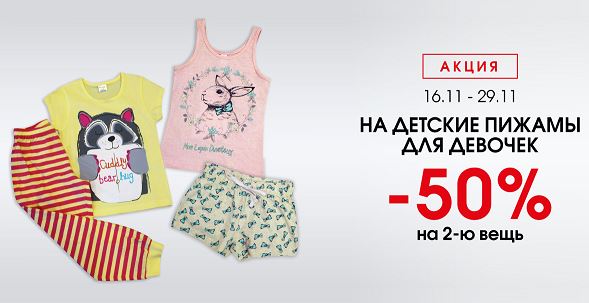 АКЦИЯ
16.11 - 29.11
НА ДЕТСКИЕ ПИЖАМЫ
ДЛЯ ДЕВОЧЕК
-50%
на 2-ю вещь
Cuddly
bear hug